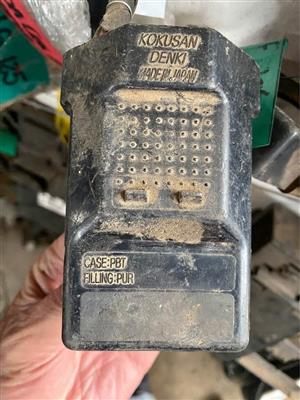 KOKUSAN
DENKI
MADE IN JAPAN
CASE:PBT
FILLING:PUR